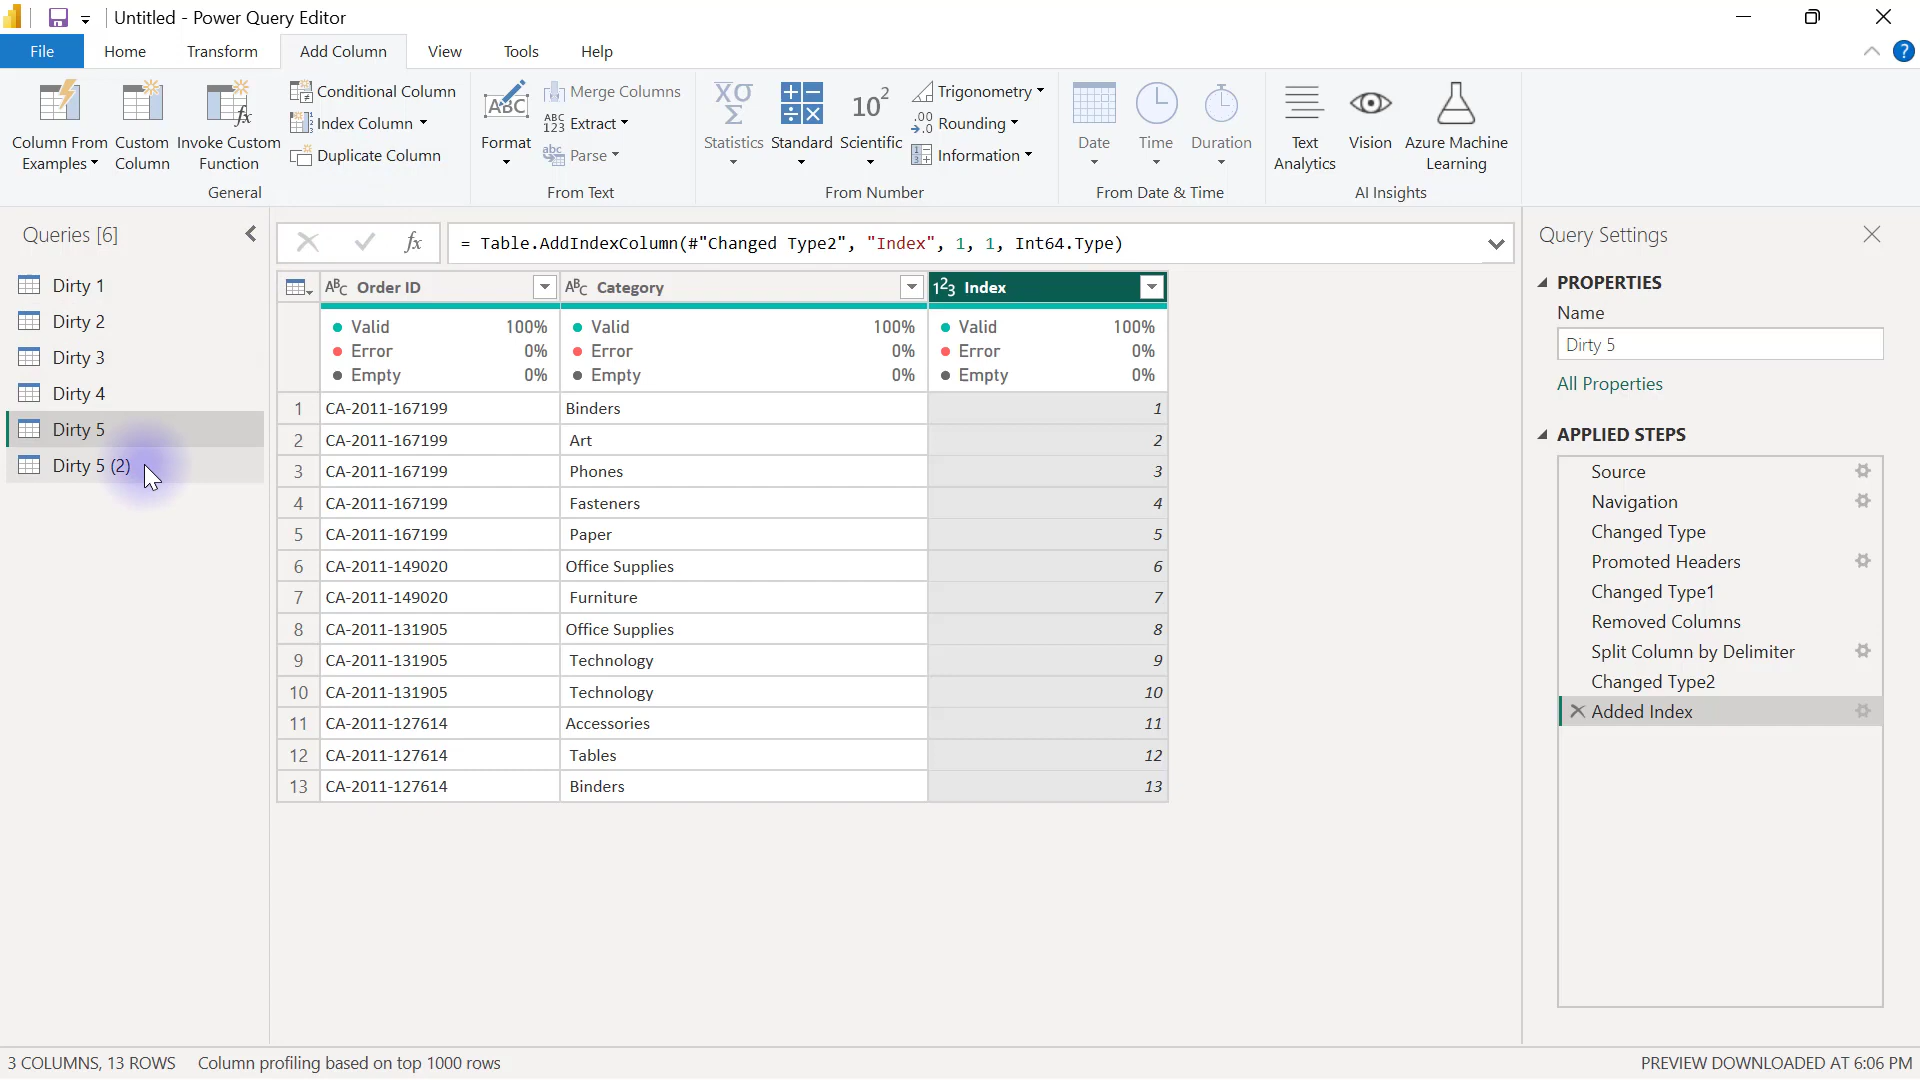 Untitled - Power Query Editor
File
Home
Transform
Add Column
View
Tools
Help
Column From
Examples
Custom
Column
Invoke Custom
Function
Conditional Column
Index Column
Duplicate Column
General
Format
Merge Columns
Extract
Parse
From Text
Statistics
Standard
Scientific
Trigonometry
Rounding
Information
From Number
Date
Time
Duration
From Date & Time
Text
Analytics
Vision
Azure Machine
Learning
AI Insights
Queries [6]
Dirty 1
Dirty 2
Dirty 3
Dirty 4
Dirty 5
Dirty 5 (2)
fx
= Table.AddIndexColumn(#"Changed Type2", "Index", 1, 1, Int64.Type)
ABC Order ID ABC Category 123 Index
Valid 100% Valid 100% Valid 100%
Error 0% Error 0% Error 0%
Empty 0% Empty 0% Empty 0%
1 CA-2011-167199 Binders 1
2 CA-2011-167199 Art 2
3 CA-2011-167199 Phones 3
4 CA-2011-167199 Fasteners 4
5 CA-2011-167199 Paper 5
6 CA-2011-149020 Office Supplies 6
7 CA-2011-149020 Furniture 7
8 CA-2011-131905 Office Supplies 8
9 CA-2011-131905 Technology 9
10 CA-2011-131905 Technology 10
11 CA-2011-127614 Accessories 11
12 CA-2011-127614 Tables 12
13 CA-2011-127614 Binders 13
Query Settings
PROPERTIES
Name
Dirty 5
All Properties
APPLIED STEPS
Source
Navigation
Changed Type
Promoted Headers
Changed Type1
Removed Columns
Split Column by Delimiter
Changed Type2
Added Index
3 COLUMNS, 13 ROWS
Column profiling based on top 1000 rows
PREVIEW DOWNLOADED AT 6:06 PM